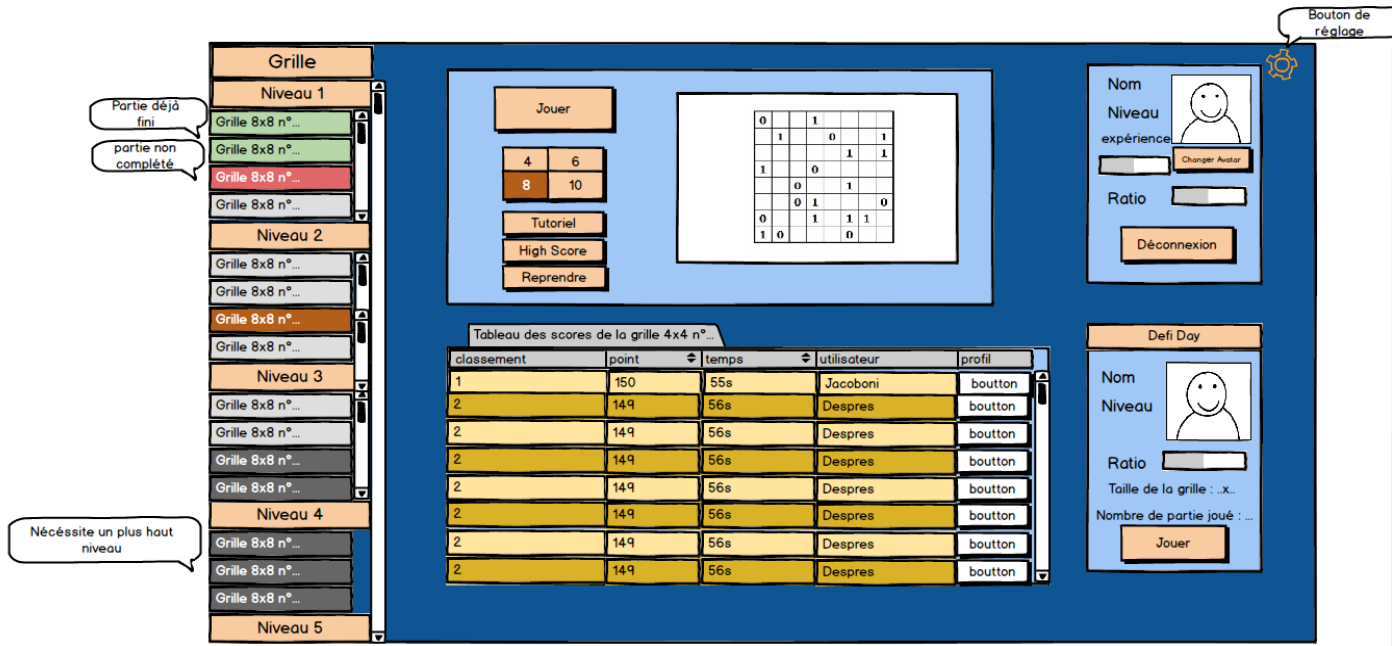 Bouton de
réglage
Grille
Niveau 1
Partie déjà
fini
Grille 8x8 n°...
partie non
complété
Grille 8x8 n°...
Grille 8x8 n°...
Grille 8x8 n°...
Niveau 2
Grille 8x8 n°...
Grille 8x8 n°...
Grille 8x8 n°...
Grille 8x8 n°...
Niveau 3
Grille 8x8 n°...
Grille 8x8 n°...
Grille 8x8 n°...
Grille 8x8 n°...
Niveau 4
Nécéssite un plus haut
niveau
Grille 8x8 n°...
Grille 8x8 n°...
Grille 8x8 n°...
Niveau 5
Jouer
4 6
8 10
Tutoriel
High Score
Reprendre
0 1
1 0 1
1 1
1 0
0 1
0 1 0
0 1 1 1
1 0 0
Tableau des scores de la grille 4x4 n°...
classement point temps utilisateur profil
1 150 55s Jacoboni boutton
2 149 56s Despres boutton
2 149 56s Despres boutton
2 149 56s Despres boutton
2 149 56s Despres boutton
2 149 56s Despres boutton
2 149 56s Despres boutton
2 149 56s Despres boutton
Nom
Niveau
expérience
Changer Avatar
Ratio
Déconnexion
Defi Day
Nom
Niveau
Ratio
Taille de la grille : ..x..
Nombre de partie joué : ...
Jouer